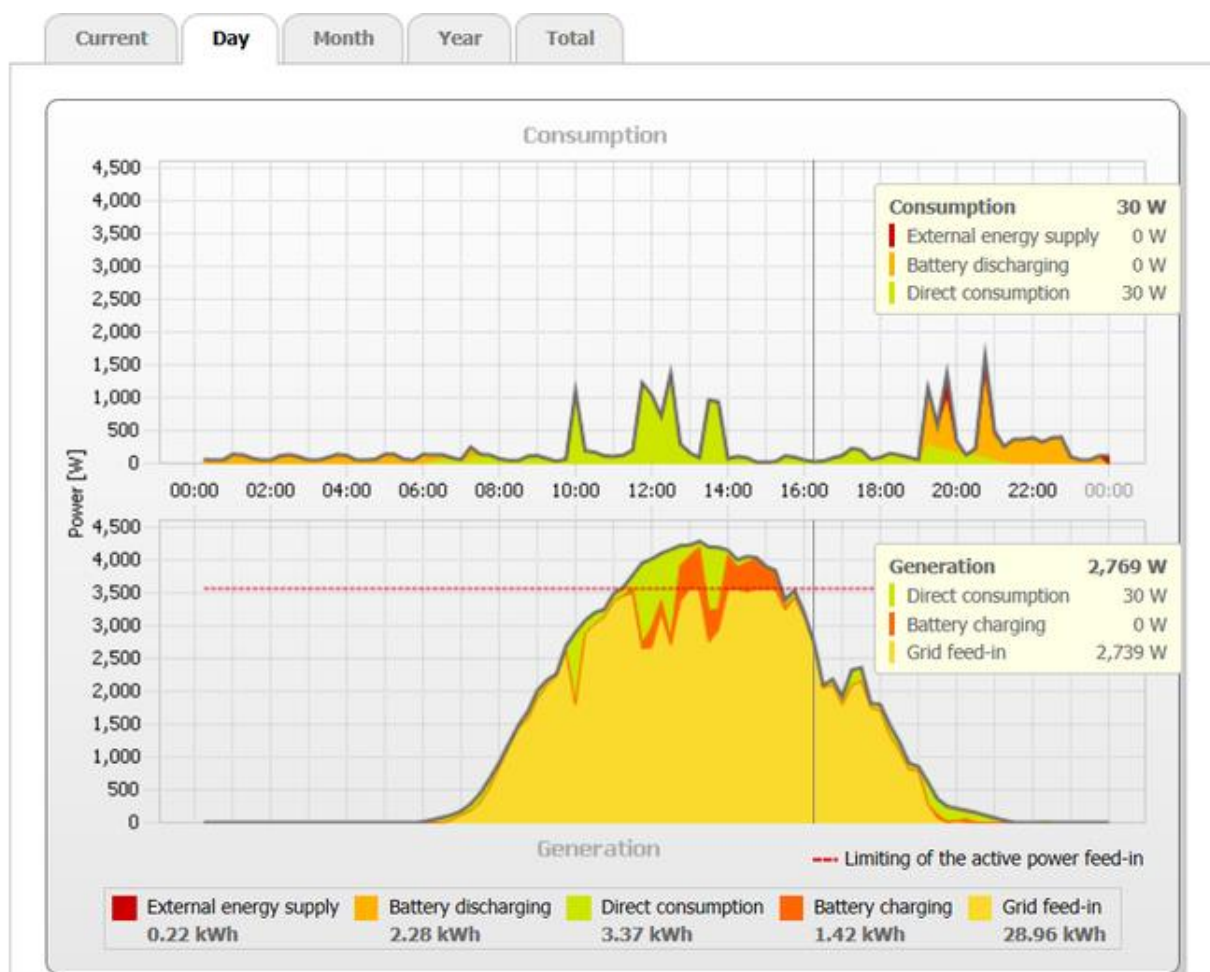 Current Day Month Year Total
Consumption
4,500
4,000
3,500
3,000
2,500
2,000
1,500
1,000
500
0
Consumption 30 W
External energy supply 0 W
Battery discharging 0 W
Direct consumption 30 W
Power [W]
00:00 02:00 04:00 06:00 08:00 10:00 12:00 14:00 16:00 18:00 20:00 22:00 00:00
4,500
4,000
3,500
3,000
2,500
2,000
1,500
1,000
500
0
Generation 2,769 W
Direct consumption 30 W
Battery charging 0 W
Grid feed-in 2,739 W
Generation
Limiting of the active power feed-in
External energy supply Battery discharging Direct consumption Battery charging Grid feed-in
0.22 kWh 2.28 kWh 3.37 kWh 1.42 kWh 28.96 kWh